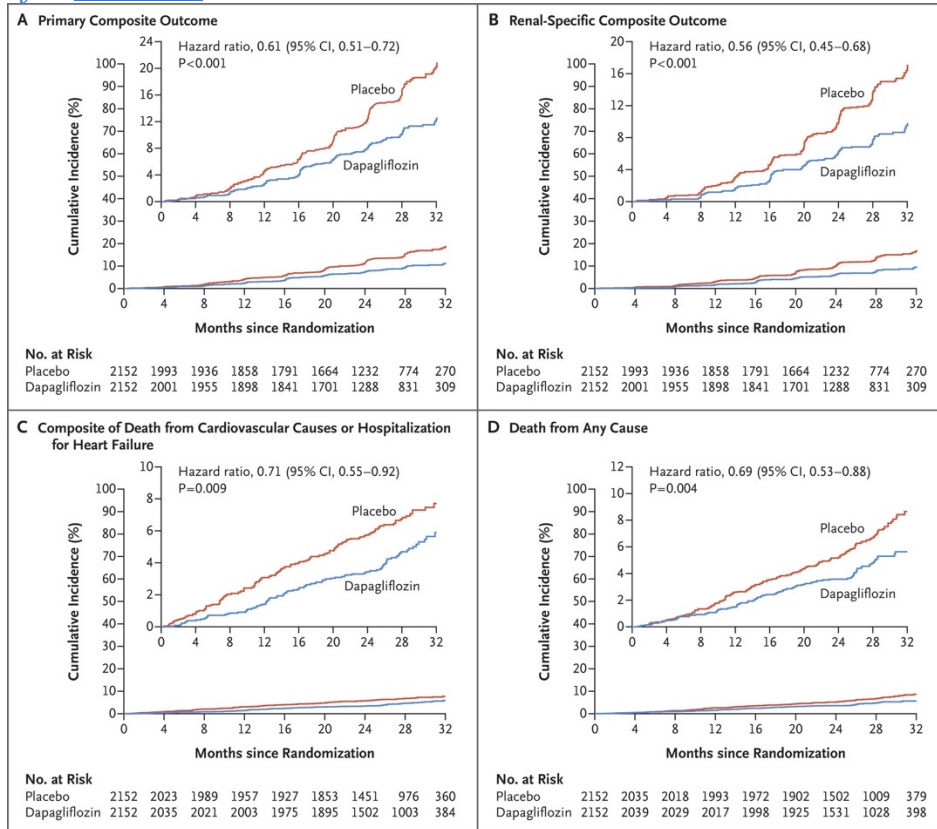 A Primary Composite Outcome
Hazard ratio, 0.61 (95% CI, 0.51–0.72)
P<0.001
Placebo
Dapagliflozin
24
20
16
12
8
4
0
0 4 8 12 16 20 24 28 32
Cumulative Incidence (%)
100
90
80
70
60
50
40
30
20
10
0
0 4 8 12 16 20 24 28 32
Months since Randomization
No. at Risk
Placebo 2152 1993 1936 1858 1791 1664 1232 774 270
Dapagliflozin 2152 2001 1955 1898 1841 1701 1288 831 309
B Renal-Specific Composite Outcome
Hazard ratio, 0.56 (95% CI, 0.45–0.68)
P<0.001
Placebo
Dapagliflozin
20
16
12
8
4
0
0 4 8 12 16 20 24 28 32
Cumulative Incidence (%)
100
90
80
70
60
50
40
30
20
10
0
0 4 8 12 16 20 24 28 32
Months since Randomization
No. at Risk
Placebo 2152 1993 1936 1858 1791 1664 1232 774 270
Dapagliflozin 2152 2001 1955 1898 1841 1701 1288 831 309
C Composite of Death from Cardiovascular Causes or Hospitalization
for Heart Failure
Hazard ratio, 0.71 (95% CI, 0.55–0.92)
P=0.009
Placebo
Dapagliflozin
10
8
6
4
2
0
0 4 8 12 16 20 24 28 32
Cumulative Incidence (%)
100
90
80
70
60
50
40
30
20
10
0
0 4 8 12 16 20 24 28 32
Months since Randomization
No. at Risk
Placebo 2152 2023 1989 1957 1927 1853 1451 976 360
Dapagliflozin 2152 2035 2021 2003 1975 1895 1502 1003 384
D Death from Any Cause
Hazard ratio, 0.69 (95% CI, 0.53–0.88)
P=0.004
Placebo
Dapagliflozin
12
10
8
6
4
2
0
0 4 8 12 16 20 24 28 32
Cumulative Incidence (%)
100
90
80
70
60
50
40
30
20
10
0
0 4 8 12 16 20 24 28 32
Months since Randomization
No. at Risk
Placebo 2152 2035 2018 1993 1972 1902 1502 1009 379
Dapagliflozin 2152 2039 2029 2017 1998 1925 1531 1028 398